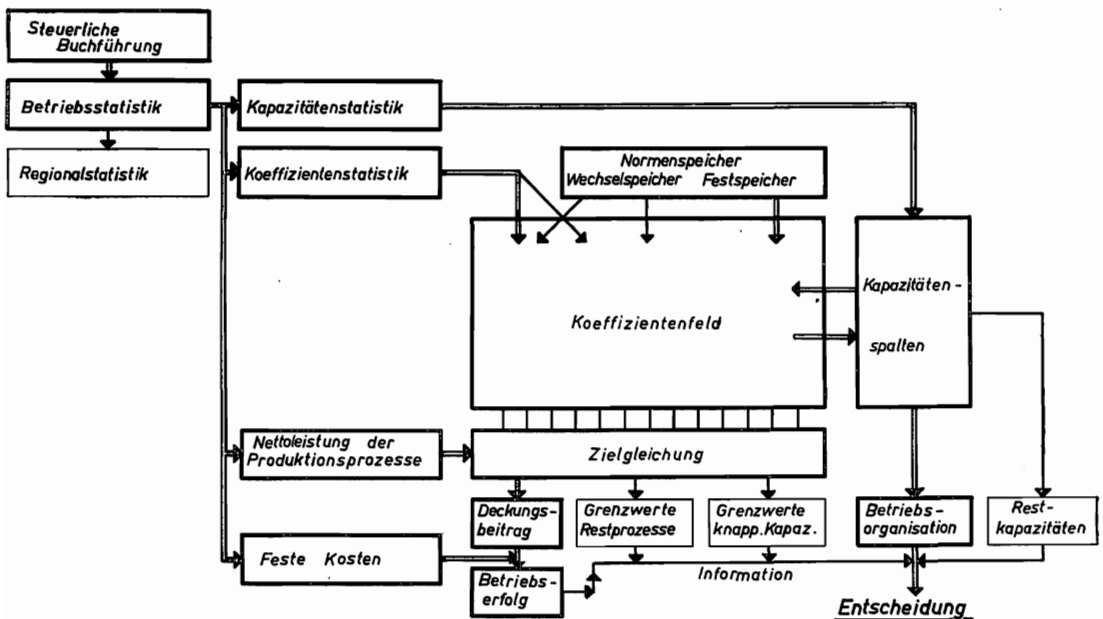 Steuerliche
Buchführung
Betriebsstatistik
Kapazitätenstatistik
Regionalstatistik
Koeffizientenstatistik
Normenspeicher
Wechselspeicher Festspeicher
Koeffizientenfeld
Kapazitäten-
spalten
Nettoleistung der
Produktionsprozesse
Zielgleichung
Deckungs-
beitrag
Grenzwerte
Restprozesse
Grenzwerte
knapp. Kapaz.
Betriebs-
organisation
Rest-
kapazitäten
Feste Kosten
Betriebs-
erfolg
Information
Entscheidung